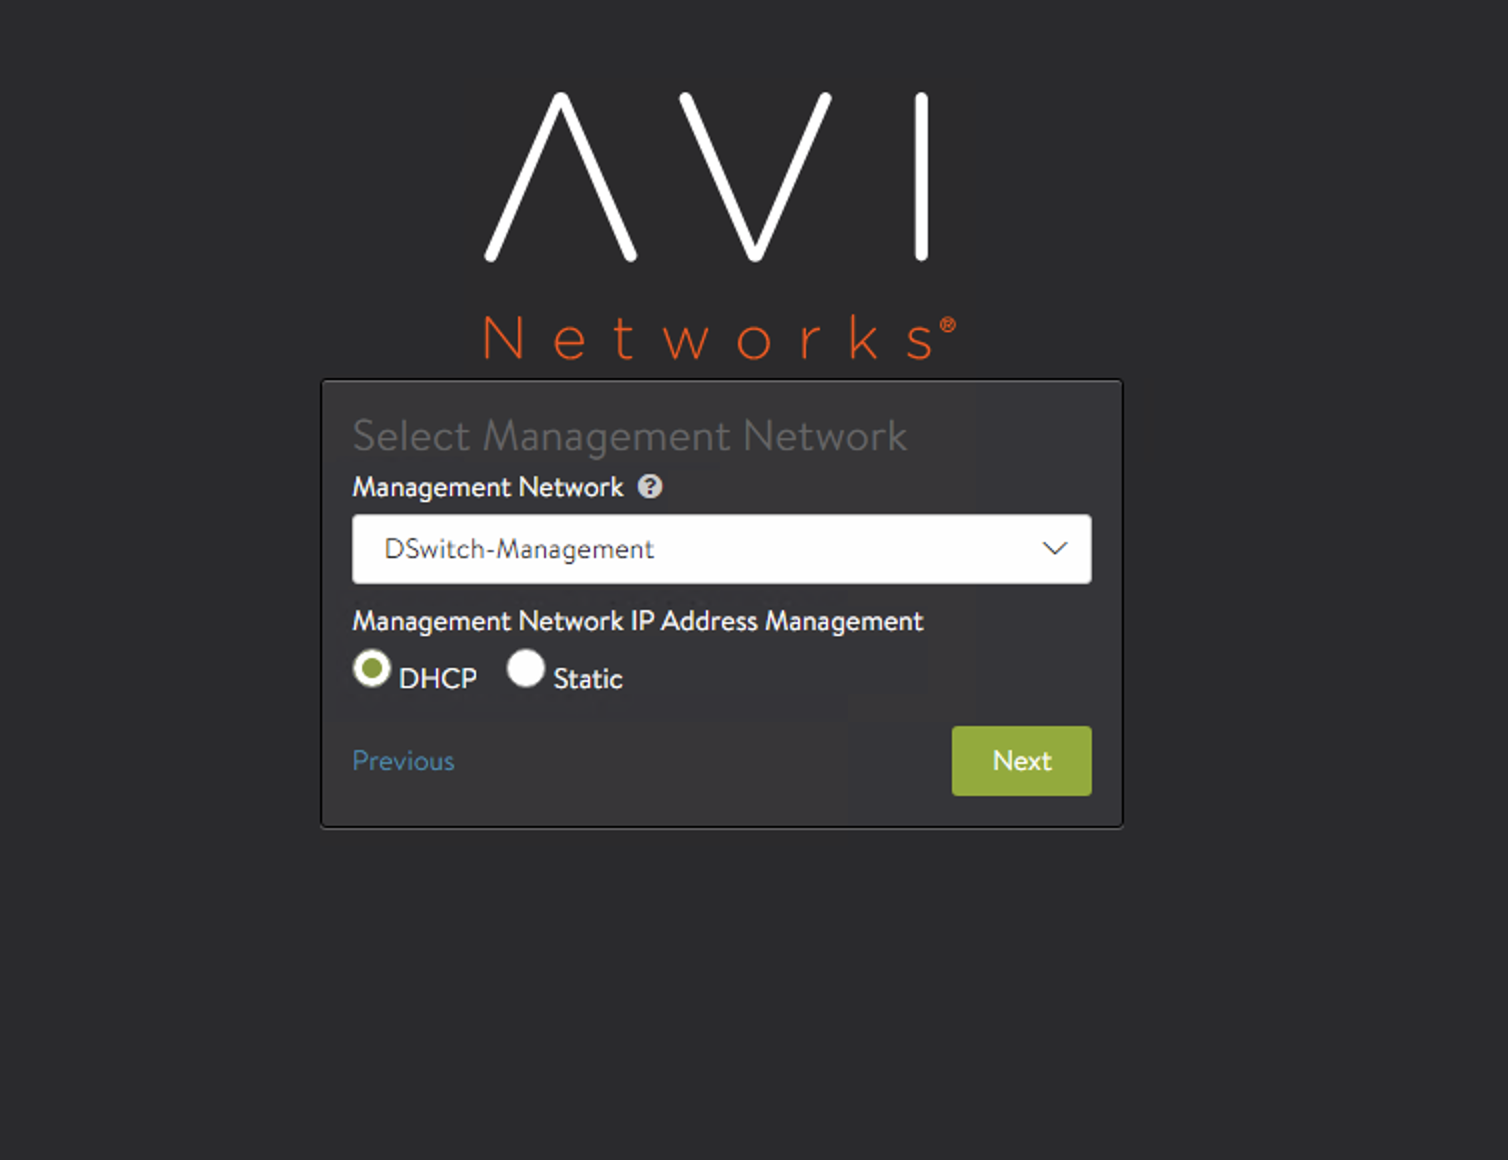 AVI
Networks®
Select Management Network
Management Network ?
DSwitch-Management
Management Network IP Address Management
DHCP Static
Previous Next